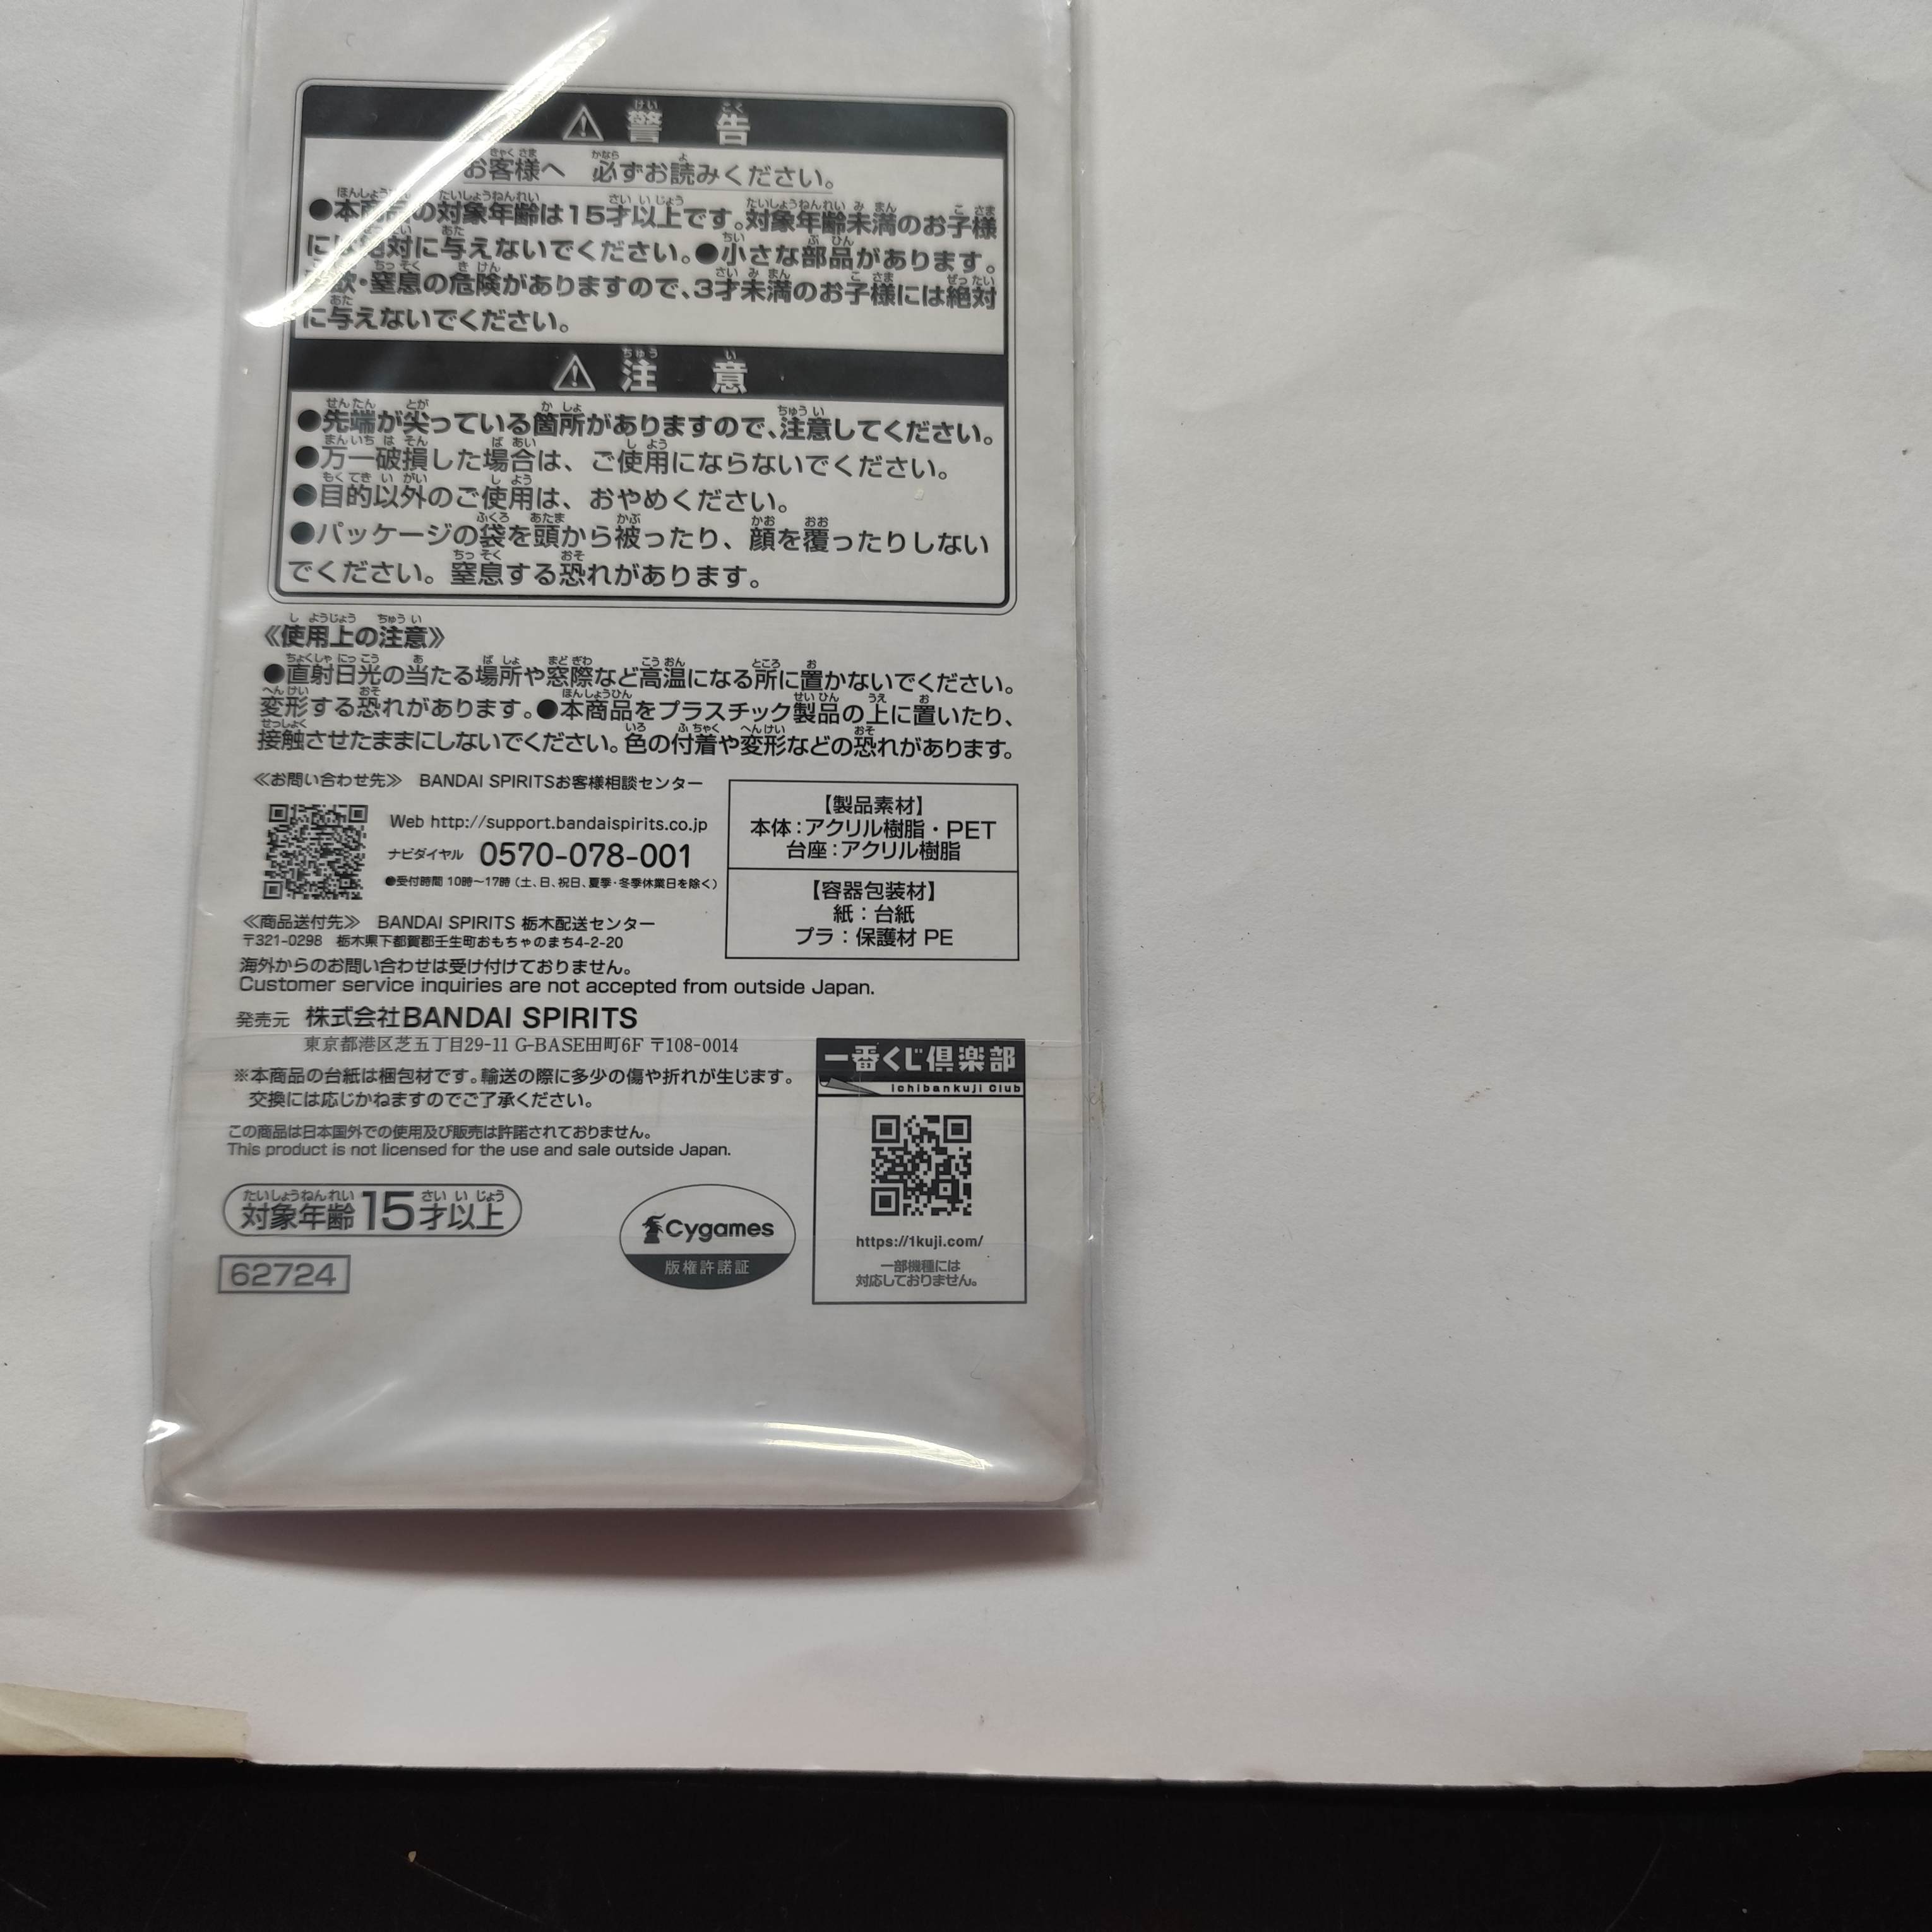 警告
お客様へ 必ずお読みください。
●本商品の対象年齢は15才以上です。対象年齢未満のお子様
には絶対に与えないでください。●小さな部品があります。
飲・窒息の危険がありますので、3才未満のお子様には絶対
に与えないでください。
注意
●先端が尖っている箇所がありますので、注意してください。
●万一破損した場合は、ご使用にならないでください。
●目的以外のご使用は、おやめください。
●パッケージの袋を頭から被ったり、顔を覆ったりしない
でください。窒息する恐れがあります。
《使用上の注意》
●直射日光の当たる場所や窓際など高温になる所に置かないでください。
変形する恐れがあります。●本商品をプラスチック製品の上に置いたり、
接触させたままにしないでください。色の付着や変形などの恐れがあります。
≪お問い合わせ先≫ BANDAI SPIRITSお客様相談センター
Web http://support.bandaispirits.co.jp
ナビダイヤル 0570-078-001
●受付時間 10時〜17時(土、日、祝日、夏季・冬季休業日を除く)
【製品素材】
本体:アクリル樹脂・PET
台座:アクリル樹脂
【容器包装材】
紙:台紙
プラ:保護材 PE
≪商品送付先≫ BANDAI SPIRITS 栃木配送センター
〒321-0298 栃木県下都賀郡壬生町おもちゃのまち4-2-20
海外からのお問い合わせは受け付けておりません。
Customer service inquiries are not accepted from outside Japan.
発売元 株式会社BANDAI SPIRITS
東京都港区芝五丁目29-11 G-BASE田町6F 〒108-0014
※本商品の台紙は梱包材です。輸送の際に多少の傷や折れが生じます。
交換には応じかねますのでご了承ください。
この商品は日本国外での使用及び販売は許諾されておりません。
This product is not licensed for the use and sale outside Japan.
対象年齢15才以上
62724
Cygames
版権許諾証
一番くじ倶楽部
ichibankuji Club
https://1kuji.com/
一部機種には
対応しておりません。